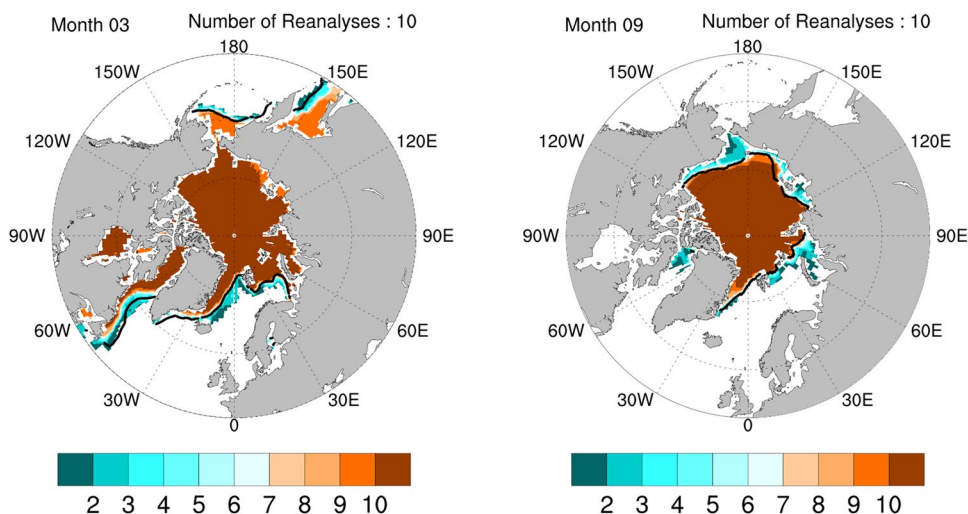 Month 03 Number of Reanalyses : 10
180
150W 150E
120W 120E
90W 90E
60W 60E
30W 30E
0
2 3 4 5 6 7 8 9 10
Month 09 Number of Reanalyses : 10
180
150W 150E
120W 120E
90W 90E
60W 60E
30W 30E
0
2 3 4 5 6 7 8 9 10